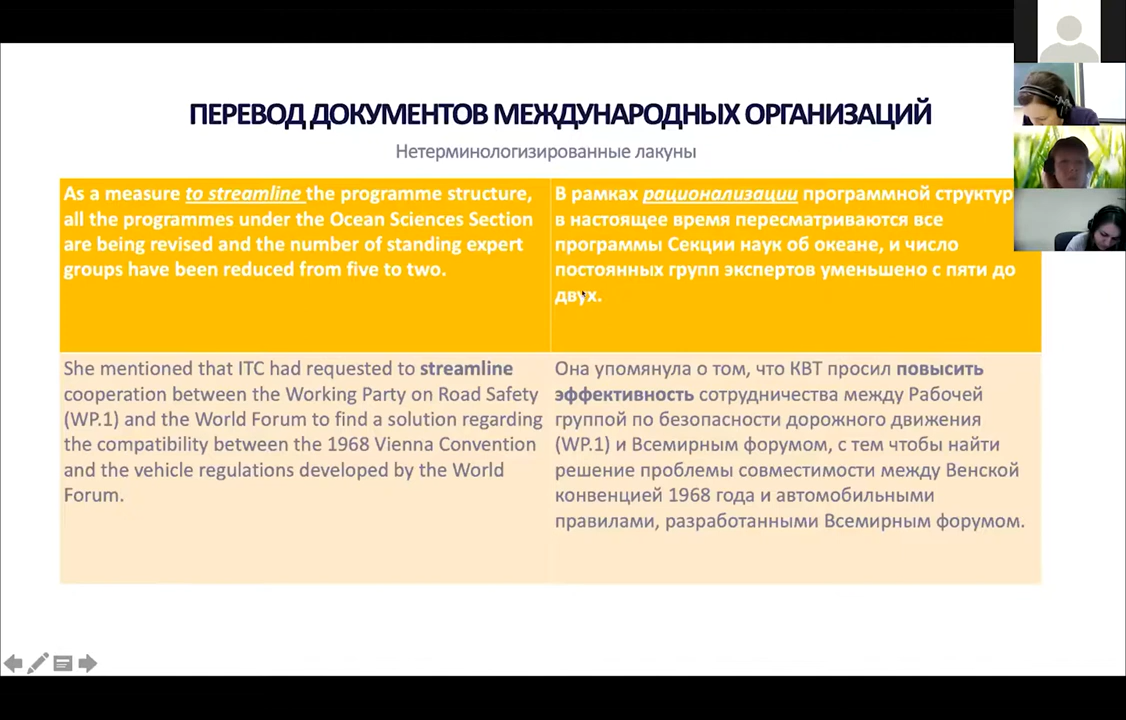 ПЕРЕВОД ДОКУМЕНТОВ МЕЖДУНАРОДНЫХ ОРГАНИЗАЦИЙ
Нетерминологизированные лакуны
As a measure to streamline the programme structure,
all the programmes under the Ocean Sciences Section
are being revised and the number of standing expert
groups have been reduced from five to two.
В рамках рационализации программной структур
в настоящее время пересматриваются все
программы Секции наук об океане, и число
постоянных групп экспертов уменьшено с пяти до
двух.
She mentioned that ITC had requested to streamline
cooperation between the Working Party on Road Safety
(WP.1) and the World Forum to find a solution regarding
the compatibility between the 1968 Vienna Convention
and the vehicle regulations developed by the World
Forum.
Она упомянула о том, что КВТ просил повысить
эффективность сотрудничества между Рабочей
группой по безопасности дорожного движения
(WP.1) и Всемирным форумом, с тем чтобы найти
решение проблемы совместимости между Венской
конвенцией 1968 года и автомобильными
правилами, разработанными Всемирным форумом.